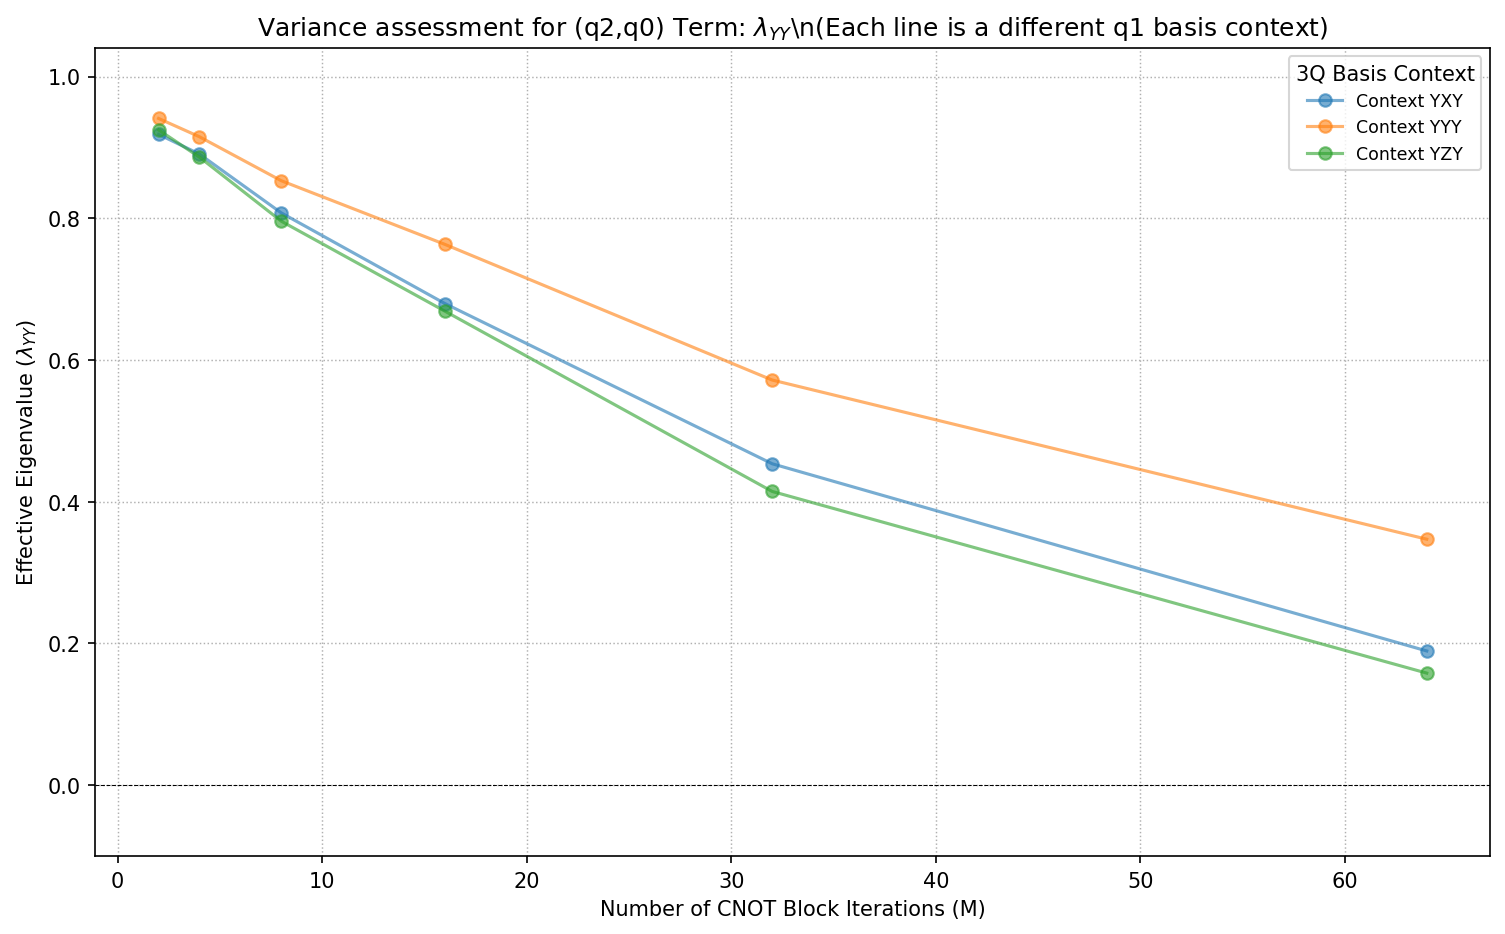 Variance assessment for (q2,q0) Term: λ_YY\n(Each line is a different q1 basis context)
3Q Basis Context
Context YXY
Context YYY
Context YZY
Effective Eigenvalue (λ_YY)
1.0
0.8
0.6
0.4
0.2
0.0
0 10 20 30 40 50 60
Number of CNOT Block Iterations (M)